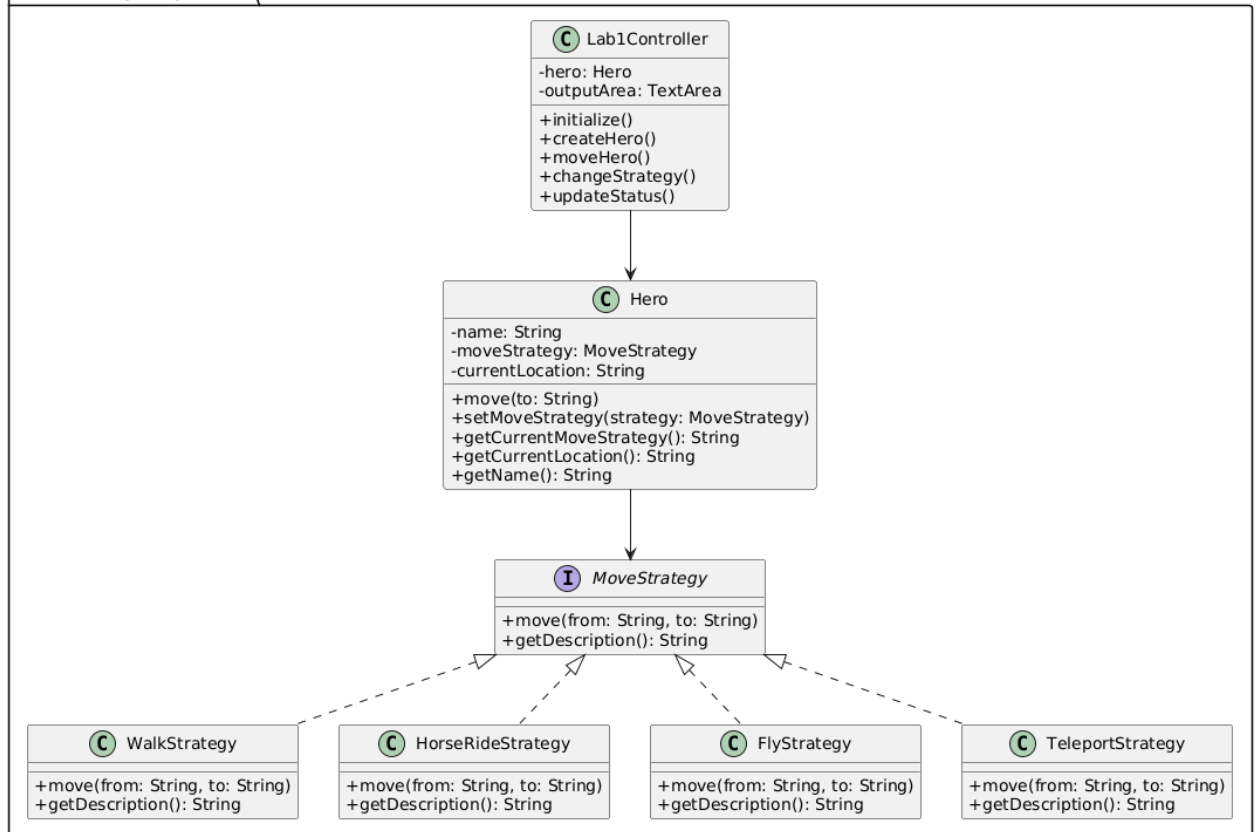 C Lab1Controller
-hero: Hero
-outputArea: TextArea
+initialize()
+createHero()
+moveHero()
+changeStrategy()
+updateStatus()
C Hero
-name: String
-moveStrategy: MoveStrategy
-currentLocation: String
+move(to: String)
+setMoveStrategy(strategy: MoveStrategy)
+getCurrentMoveStrategy(): String
+getCurrentLocation(): String
+getName(): String
I MoveStrategy
+move(from: String, to: String)
+getDescription(): String
C WalkStrategy
+move(from: String, to: String)
+getDescription(): String
C HorseRideStrategy
+move(from: String, to: String)
+getDescription(): String
C FlyStrategy
+move(from: String, to: String)
+getDescription(): String
C TeleportStrategy
+move(from: String, to: String)
+getDescription(): String